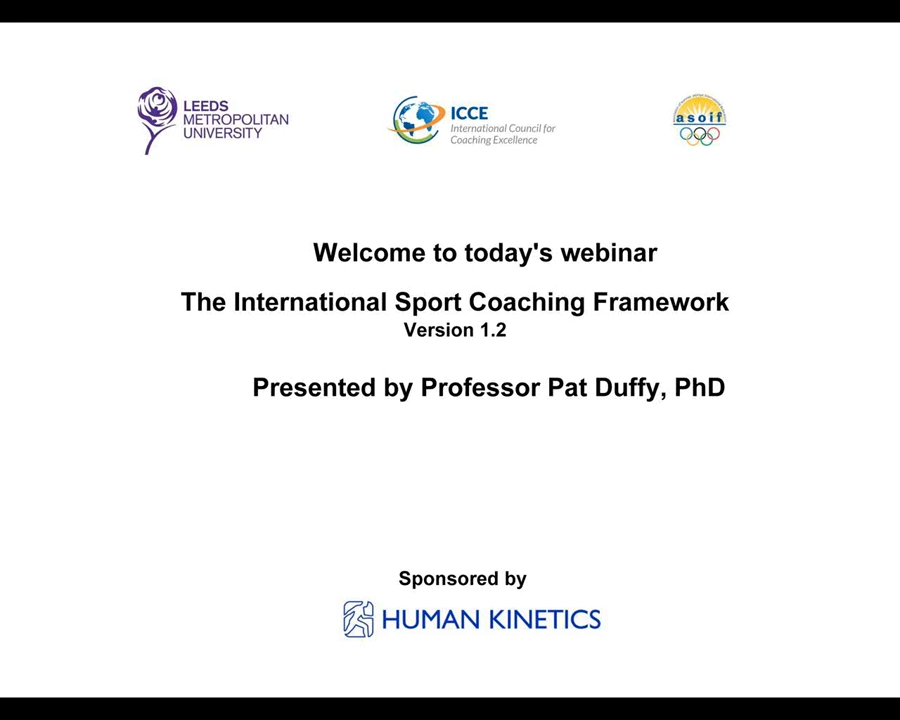 LEEDS
METROPOLITAN
UNIVERSITY
ICCE
International Council for
Coaching Excellence
asoif
Welcome to today's webinar
The International Sport Coaching Framework
Version 1.2
Presented by Professor Pat Duffy, PhD
Sponsored by
HUMAN KINETICS